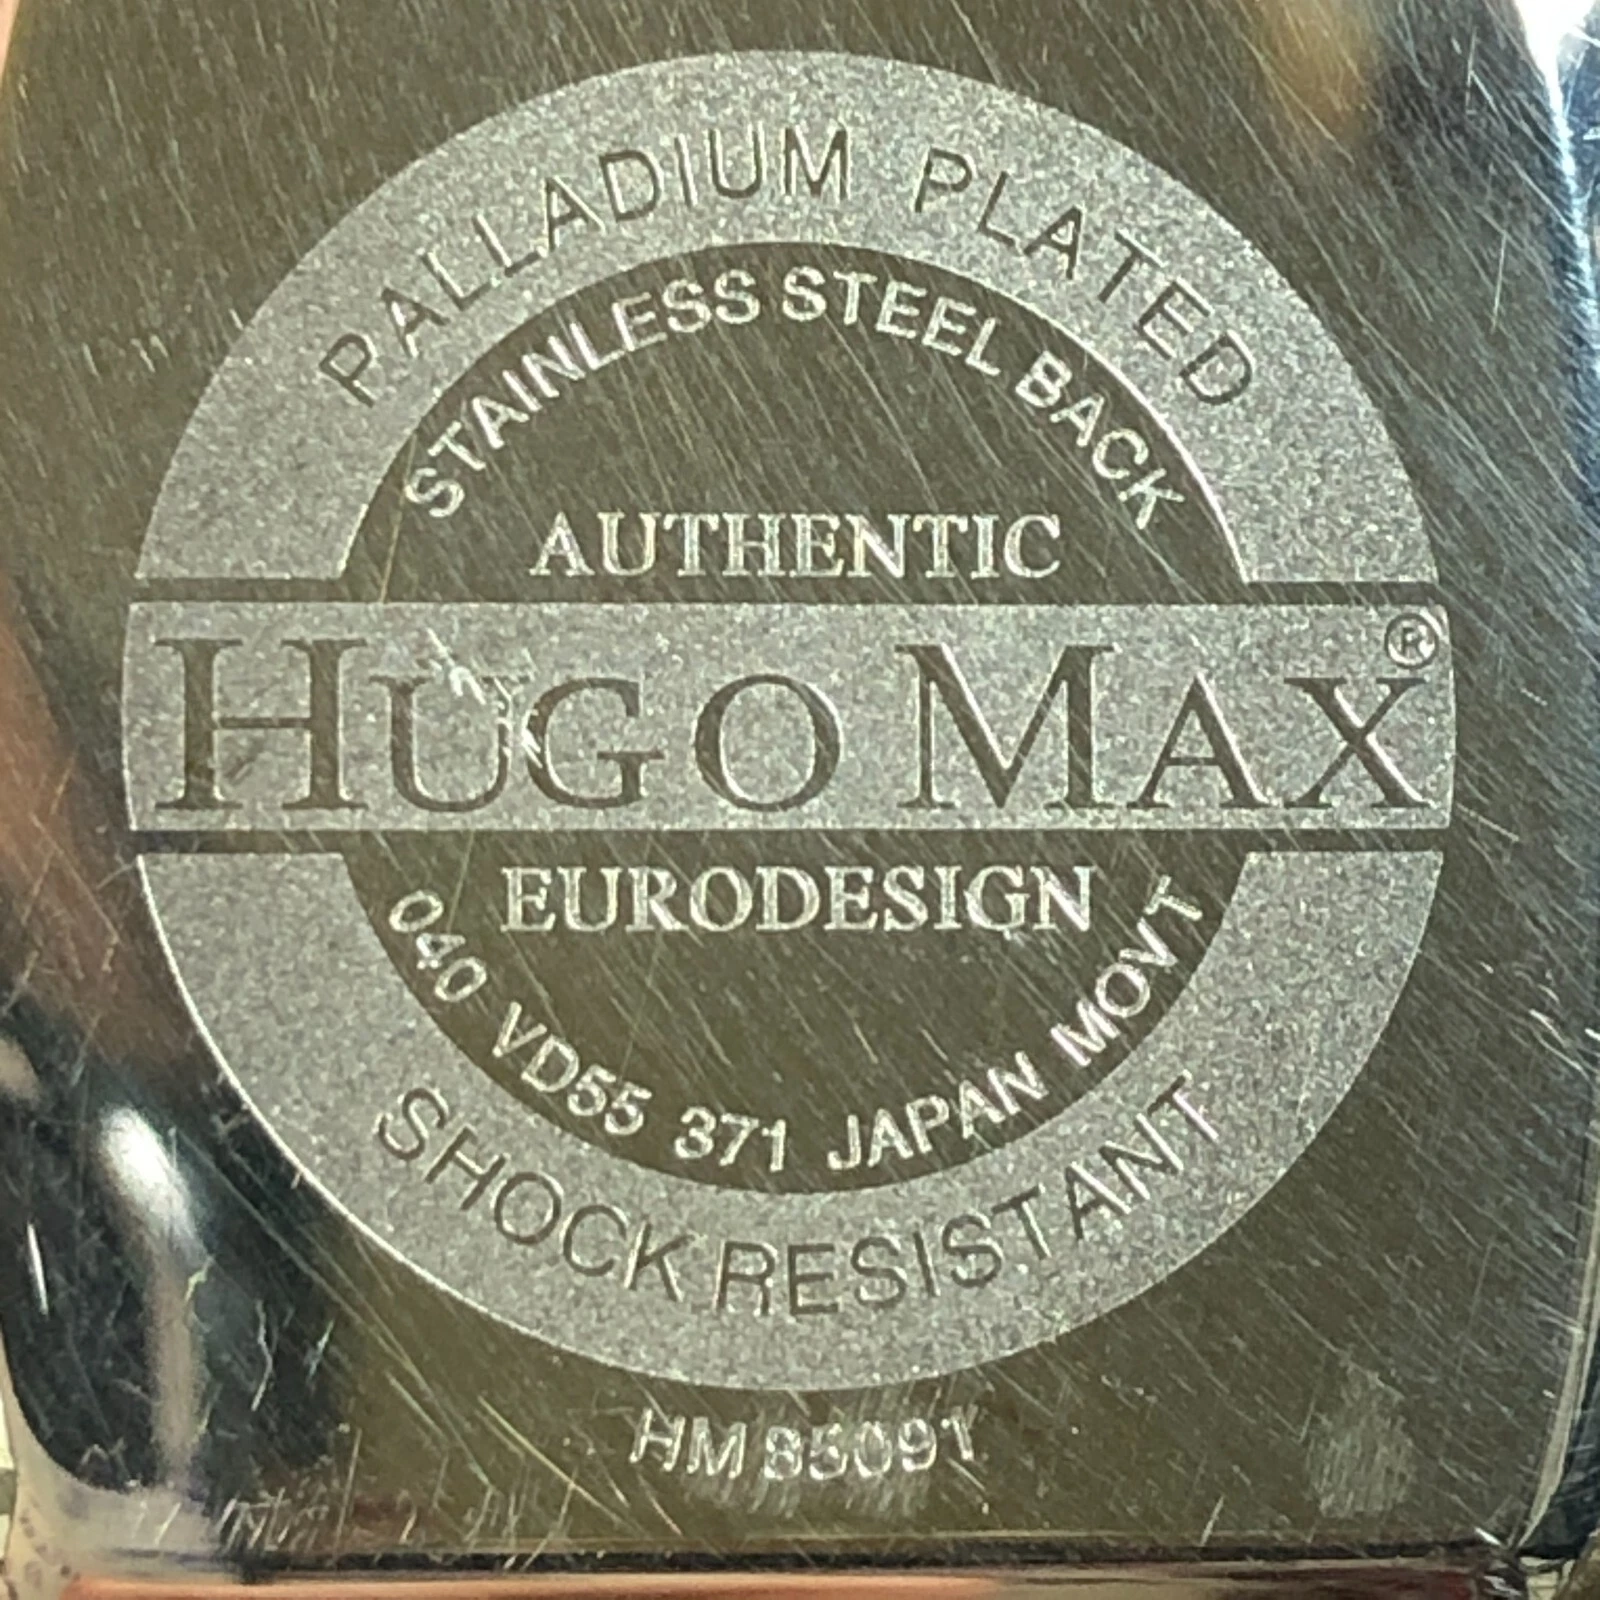 PALLADIUM PLATED
STAINLESS STEEL BACK
AUTHENTIC
HUGO MAX®
EURODESIGN
040 VD55 371 JAPAN MOVT
SHOCK RESISTANT
HM 85091